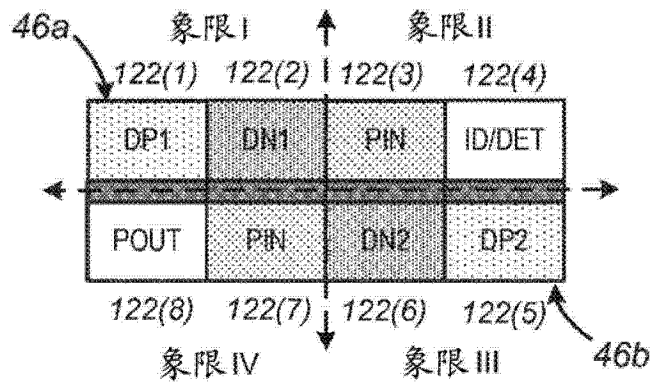 46a 象限 I 象限 II
122(1) 122(2) 122(3) 122(4)
DP1 DN1 PIN ID/DET
POUT PIN DN2 DP2
122(8) 122(7) 122(6) 122(5)
象限 IV 象限 III 46b